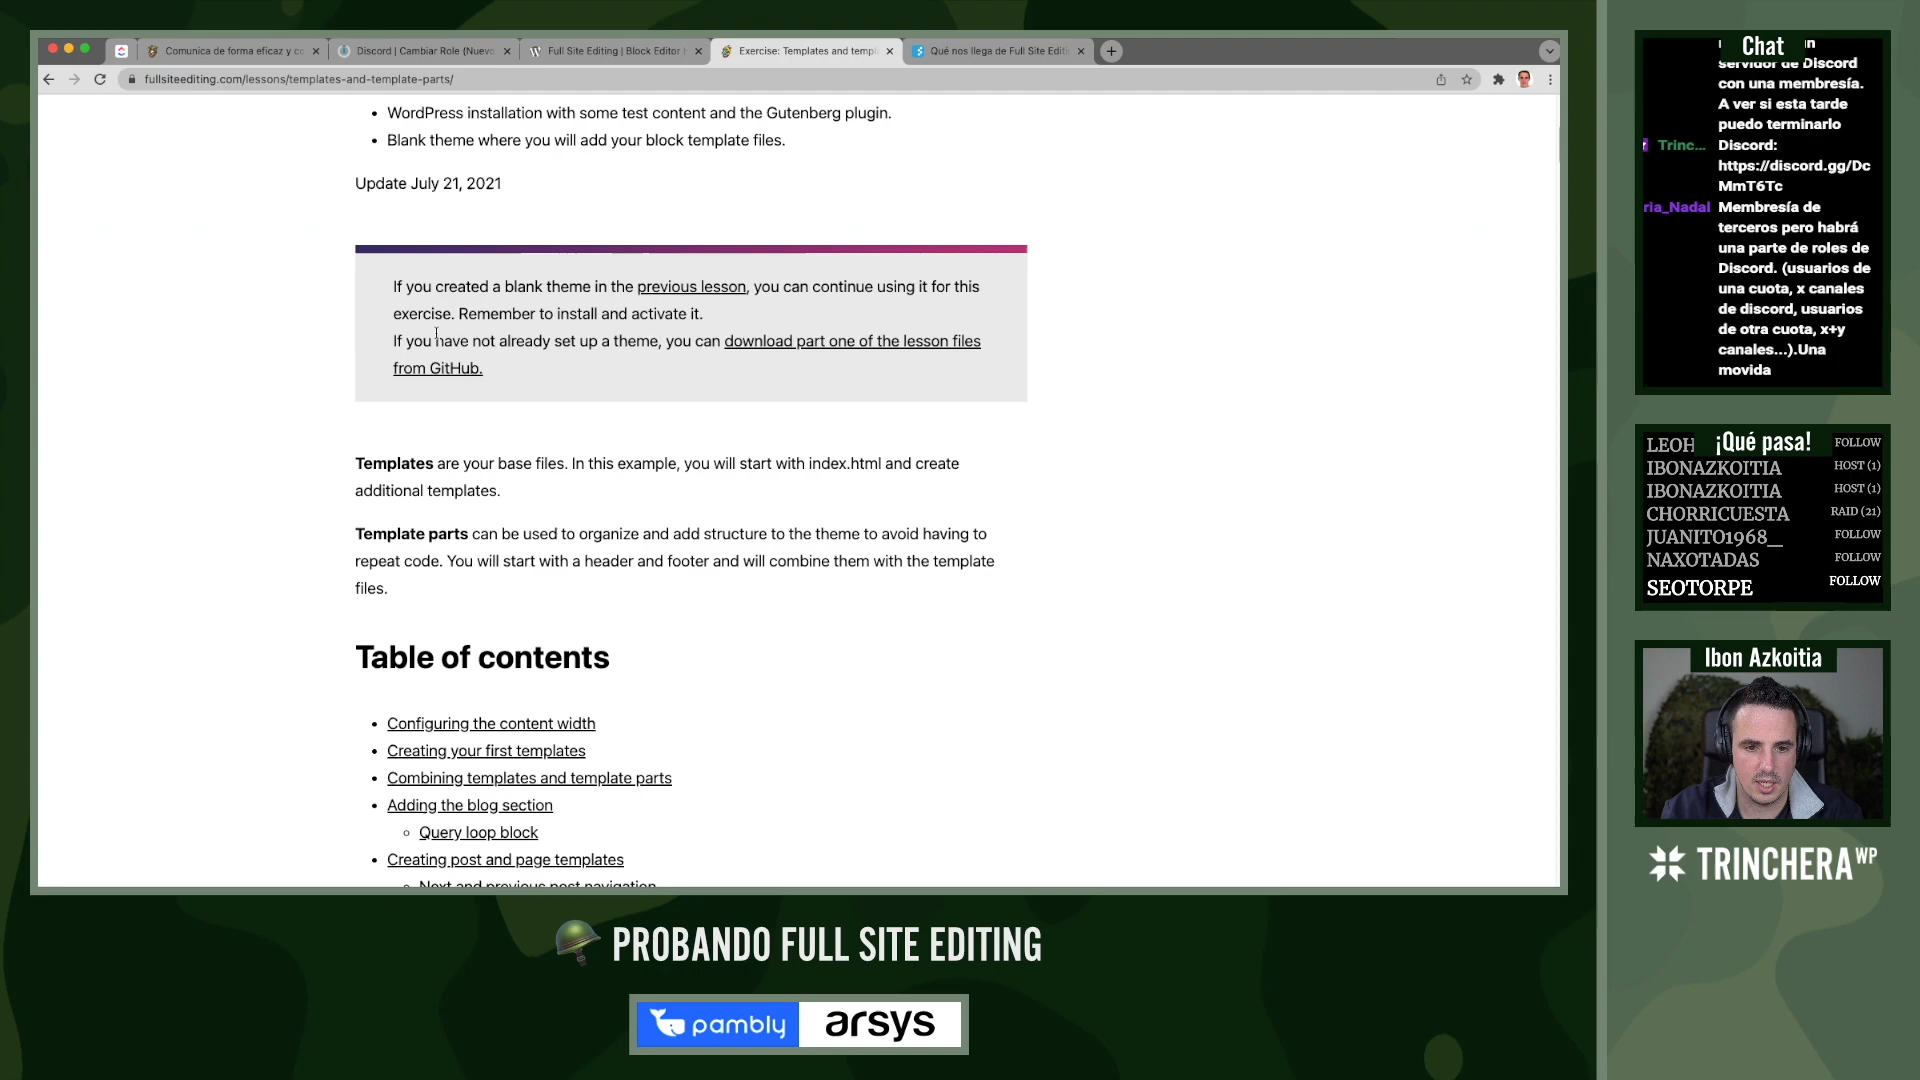 Comunica de forma eficaz y co
Discord | Cambiar Role (Nuevo
Full Site Editing | Block Editor
Exercise: Templates and templ
Qué nos llega de Full Site Editi
fullsiteediting.com/lessons/templates-and-template-parts/
WordPress installation with some test content and the Gutenberg plugin.
Blank theme where you will add your block template files.
Update July 21, 2021
If you created a blank theme in the previous lesson, you can continue using it for this
exercise. Remember to install and activate it.
If you have not already set up a theme, you can download part one of the lesson files
from GitHub.
Templates are your base files. In this example, you will start with index.html and create
additional templates.
Template parts can be used to organize and add structure to the theme to avoid having to
repeat code. You will start with a header and footer and will combine them with the template
files.
Table of contents
Configuring the content width
Creating your first templates
Combining templates and template parts
Adding the blog section
Query loop block
Creating post and page templates
Next and previous post navigation
Chat
servidor de Discord
con una membresía.
A ver si esta tarde
puedo terminarlo
Trinc... Discord:
https://discord.gg/Dc
MmT6Tc
ria_Nadal Membresía de
terceros pero habrá
una parte de roles de
Discord. (usuarios de
una cuota, x canales
de discord, usuarios
de otra cuota, x+y
canales...).Una
movida
¡Qué pasa!
LEOH FOLLOW
IBONAZKOITIA HOST (1)
IBONAZKOITIA HOST (1)
CHORRICUESTA RAID (21)
JUANITO1968_ FOLLOW
NAXOTADAS FOLLOW
SEOTORPE FOLLOW
Ibon Azkoitia
TRINCHERAWP
PROBANDO FULL SITE EDITING
pambly arsys